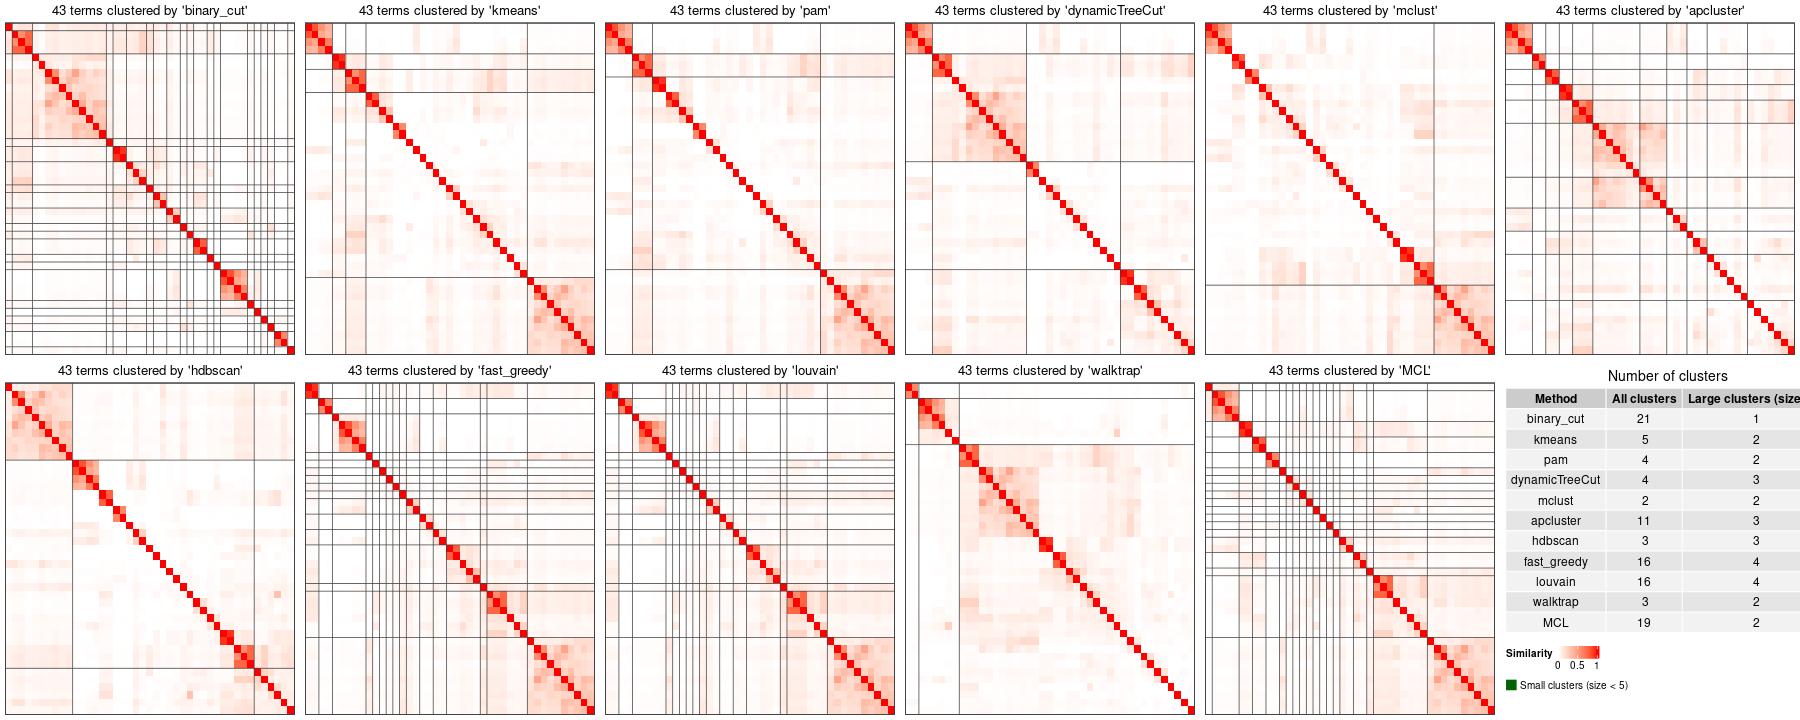 43 terms clustered by 'binary_cut'
43 terms clustered by 'kmeans'
43 terms clustered by 'pam'
43 terms clustered by 'dynamicTreeCut'
43 terms clustered by 'mclust'
43 terms clustered by 'apcluster'
43 terms clustered by 'hdbscan'
43 terms clustered by 'fast_greedy'
43 terms clustered by 'louvain'
43 terms clustered by 'walktrap'
43 terms clustered by 'MCL'
Number of clusters
Method All clusters Large clusters (size
binary_cut 21 1
kmeans 5 2
pam 4 2
dynamicTreeCut 4 3
mclust 2 2
apcluster 11 3
hdbscan 3 3
fast_greedy 16 4
louvain 16 4
walktrap 3 2
MCL 19 2
Similarity
0 0.5 1
Small clusters (size < 5)